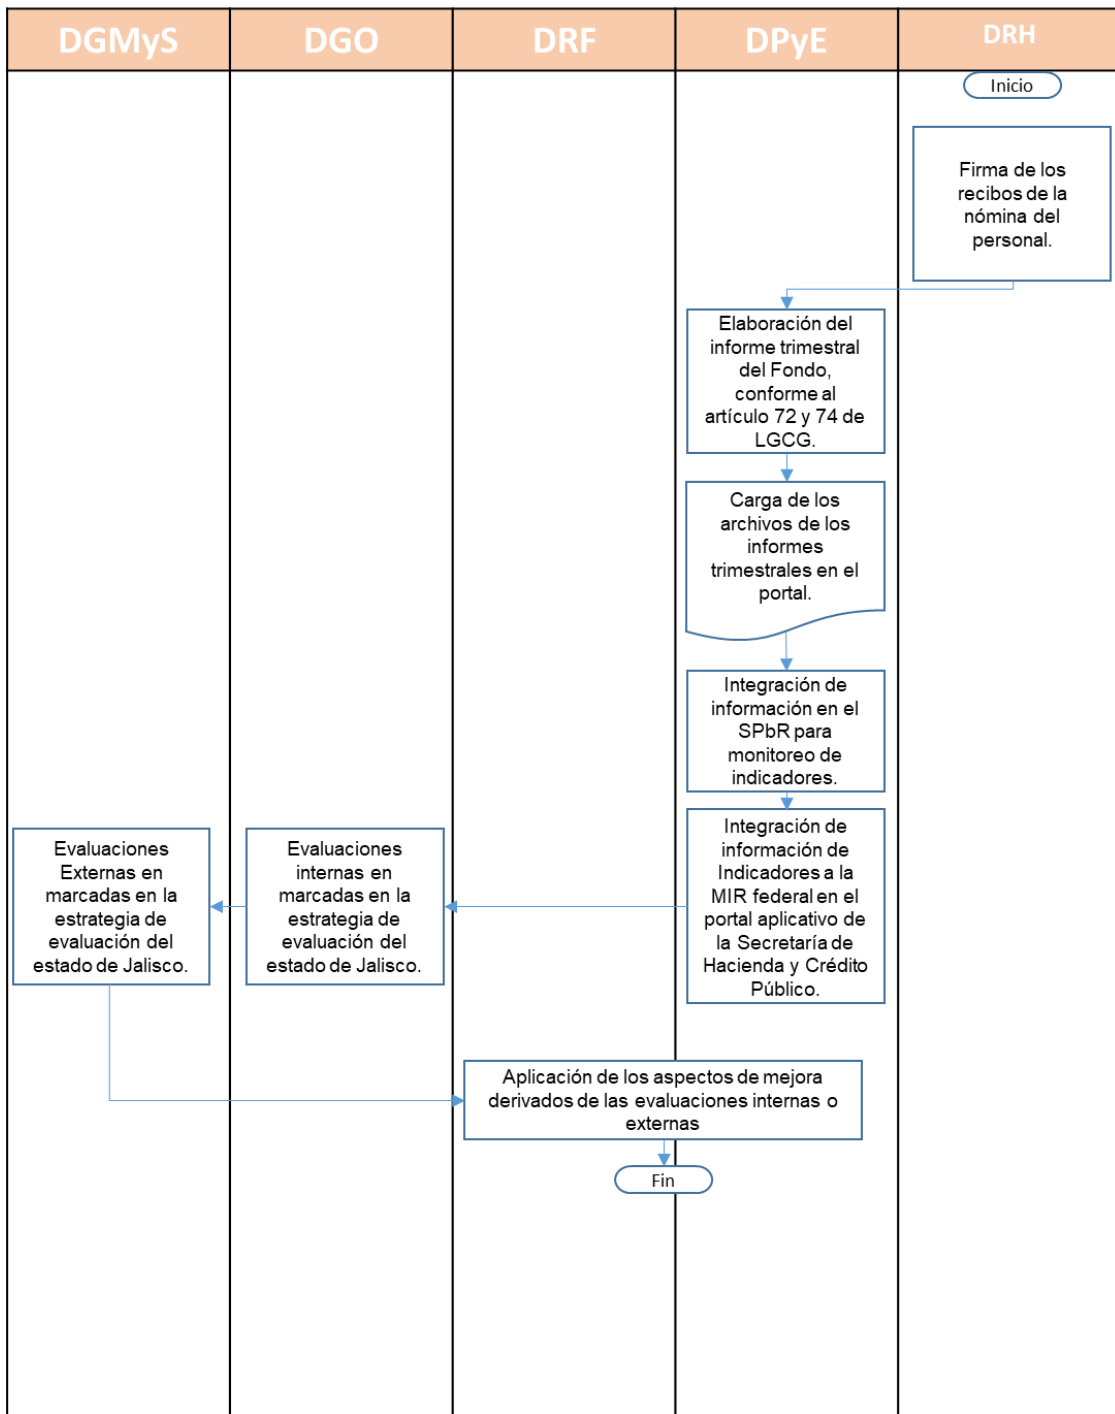 DGMyS
DGO
DRF
DPyE
DRH
Inicio
Firma de los
recibos de la
nómina del
personal.
Elaboración del
informe trimestral
del Fondo,
conforme al
artículo 72 y 74 de
LGCG.
Carga de los
archivos de los
informes
trimestrales en el
portal.
Integración de
información en el
SPbR para
monitoreo de
indicadores.
Evaluaciones
Externas en
marcadas en la
estrategia de
evaluación del
estado de Jalisco.
Evaluaciones
internas en
marcadas en la
estrategia de
evaluación del
estado de Jalisco.
Integración de
información de
Indicadores a la
MIR federal en el
portal aplicativo de
la Secretaría de
Hacienda y Crédito
Público.
Aplicación de los aspectos de mejora
derivados de las evaluaciones internas o
externas
Fin